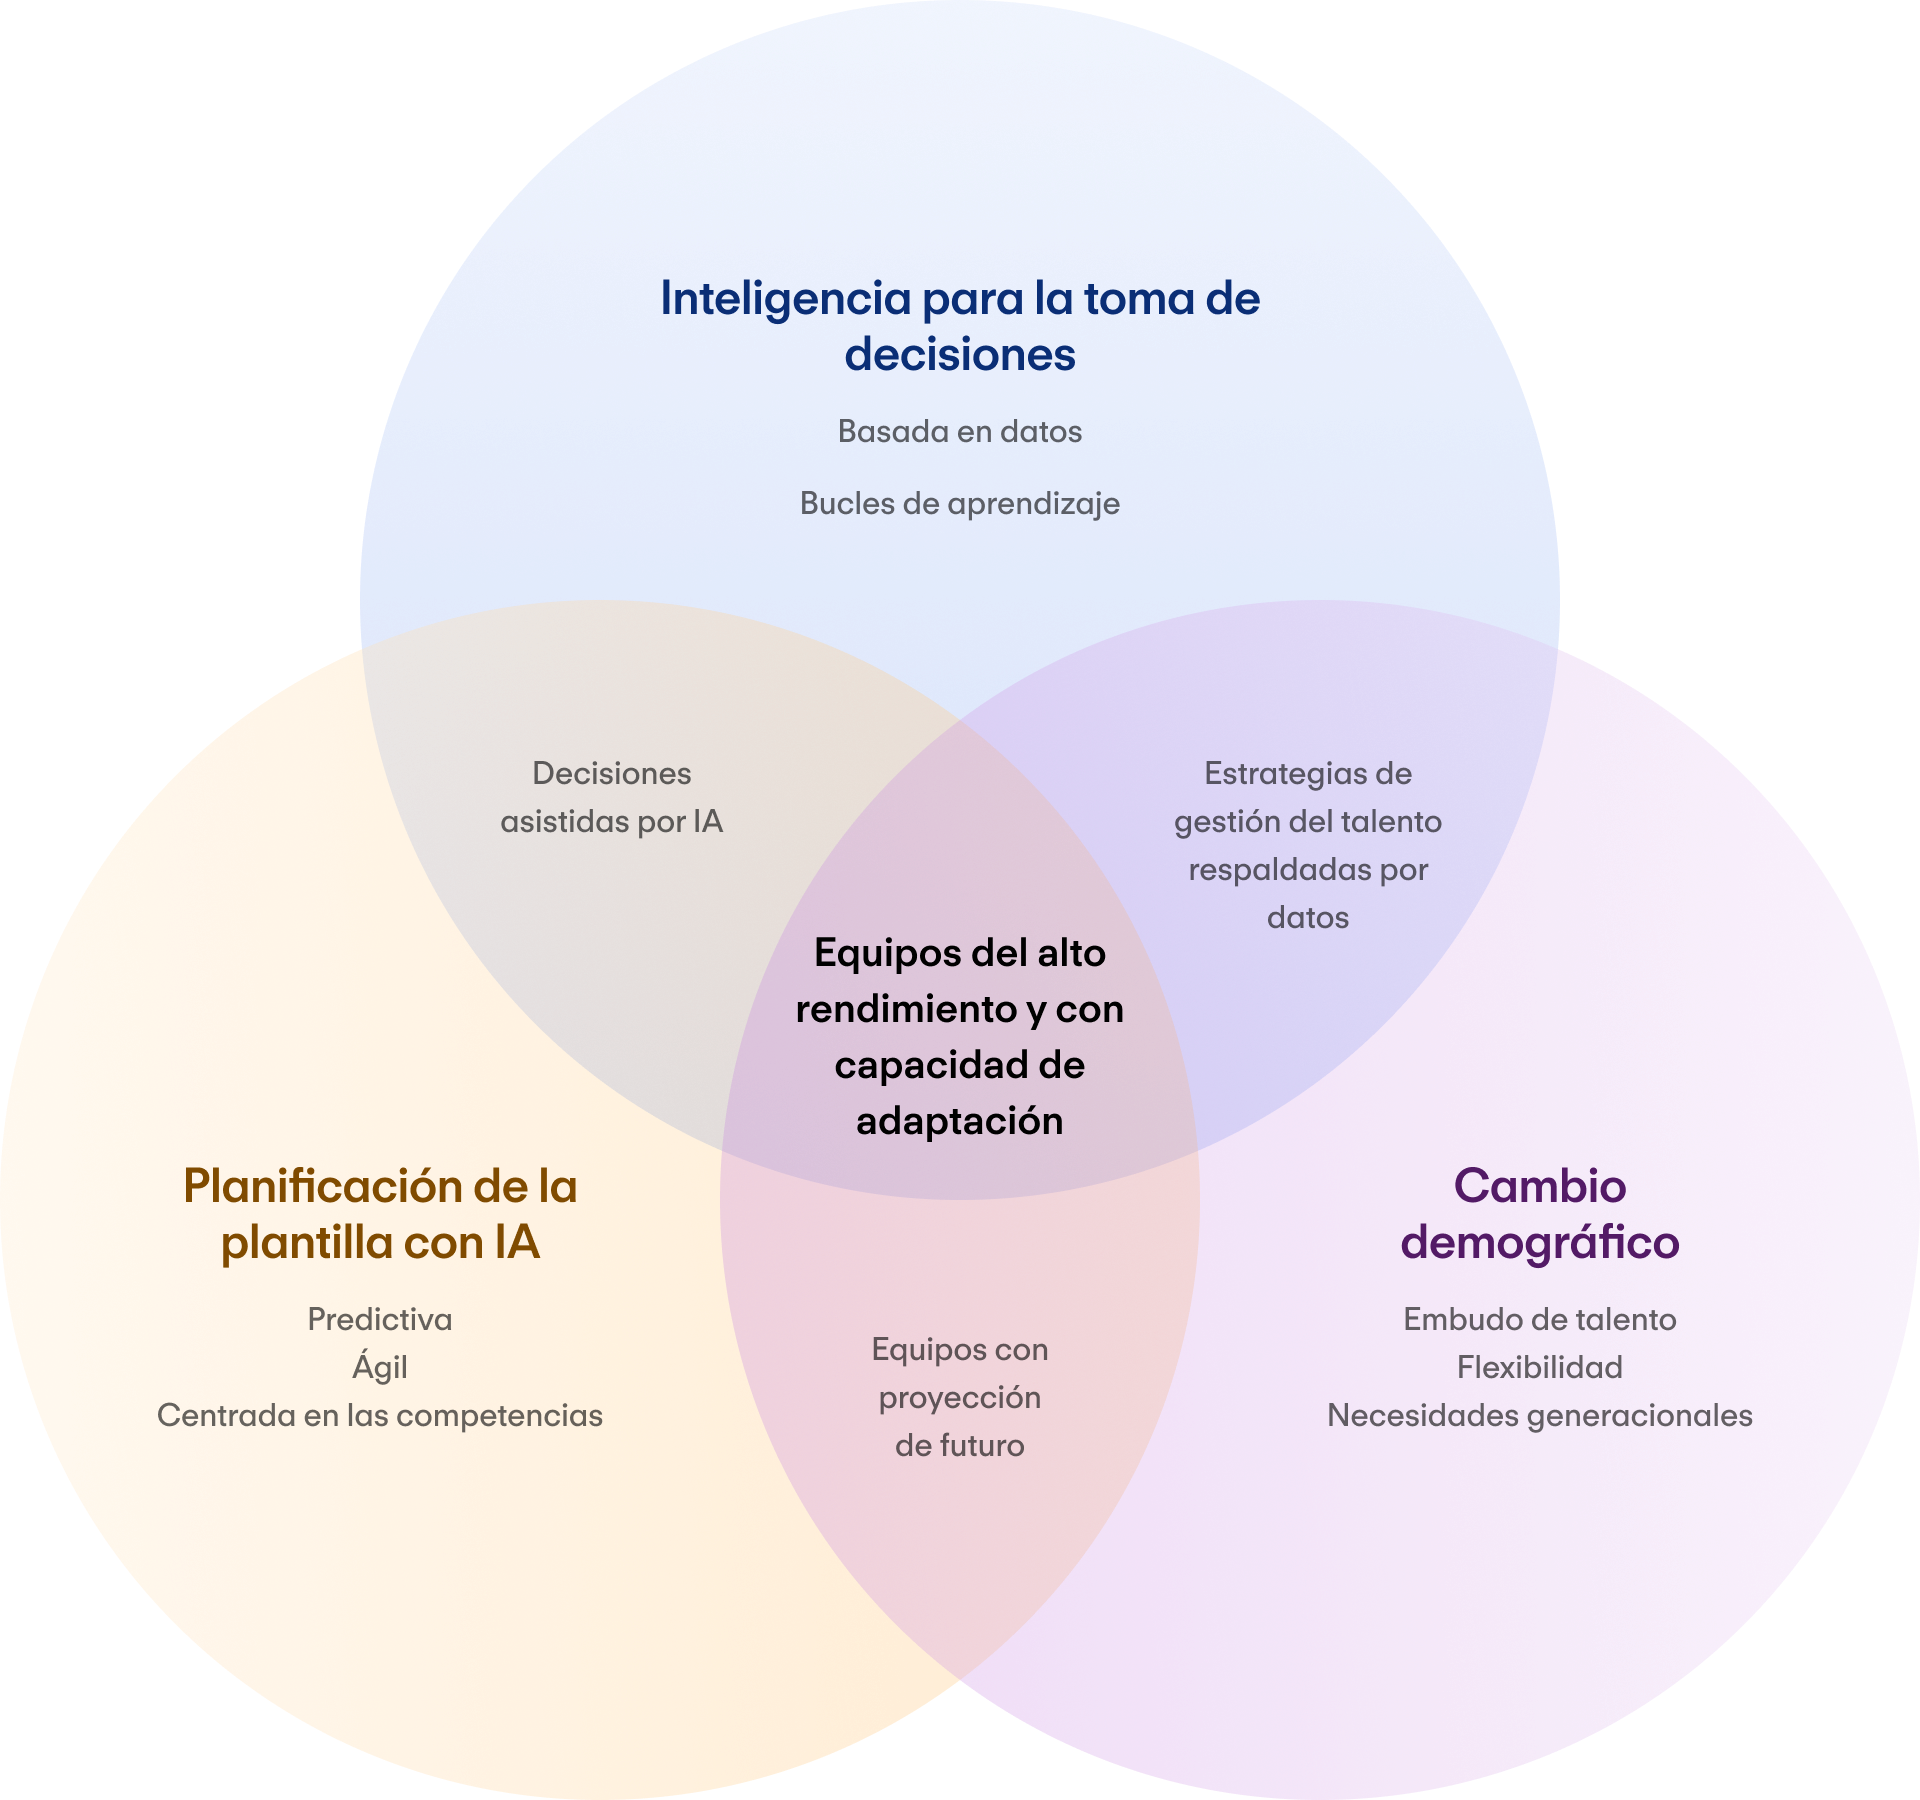 Inteligencia para la toma de
decisiones
Basada en datos
Bucles de aprendizaje
Decisiones
asistidas por IA
Estrategias de
gestión del talento
respaldadas por
datos
Equipos del alto
rendimiento y con
capacidad de
adaptación
Planificación de la
plantilla con IA
Predictiva
Ágil
Centrada en las competencias
Equipos con
proyección
de futuro
Cambio
demográfico
Embudo de talento
Flexibilidad
Necesidades generacionales